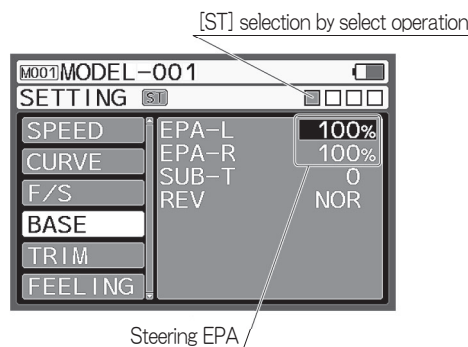 [ST] selection by select operation
M001 MODEL-001
SETTING ST
SPEED
CURVE
F/S
BASE
TRIM
FEELING
EPA-L 100%
EPA-R 100%
SUB-T 0
REV NOR
Steering EPA